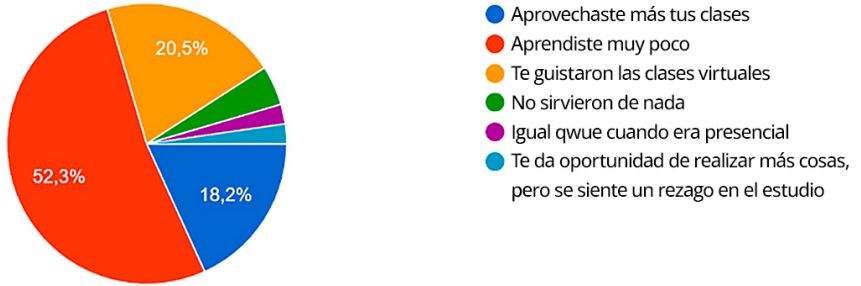 20,5%
52,3%
18,2%
Aprovechaste más tus clases
Aprendiste muy poco
Te guistaron las clases virtuales
No sirvieron de nada
Igual qwue cuando era presencial
Te da oportunidad de realizar más cosas,
pero se siente un rezago en el estudio